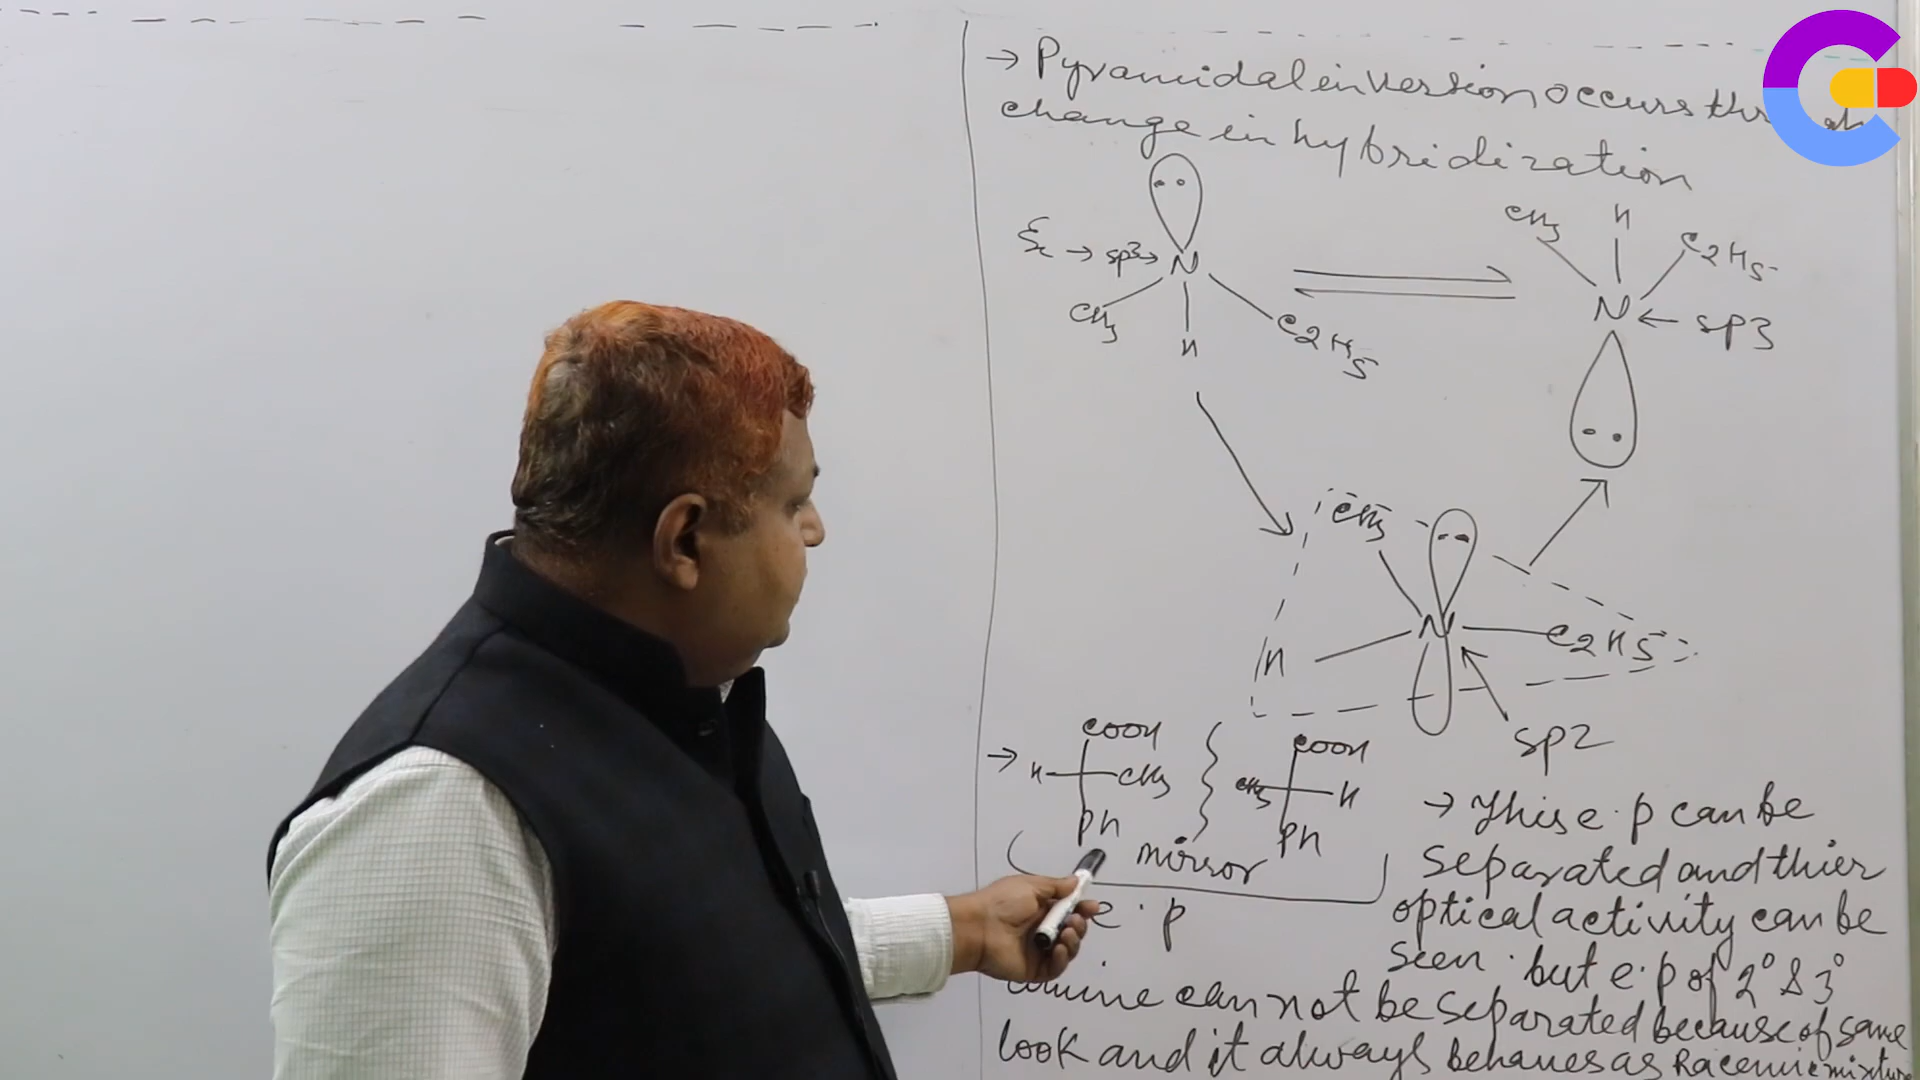 → Pyramidal inversion occurs thr
change in hybridization
Ex → sp3 → N
CH3
H
C2H5
CH3
H
C2H5
N ← sp3
CH3
N
H
C2H5
sp2
→ COOH
H CH3
Ph
mirror
COOH
CH3 H
Ph
e.p
→ This e.p can be
separated and thier
optical activity can be
seen. but e.p of 2° & 3°
amine can not be separated because of same
look and it always behaves as Racemic mixture